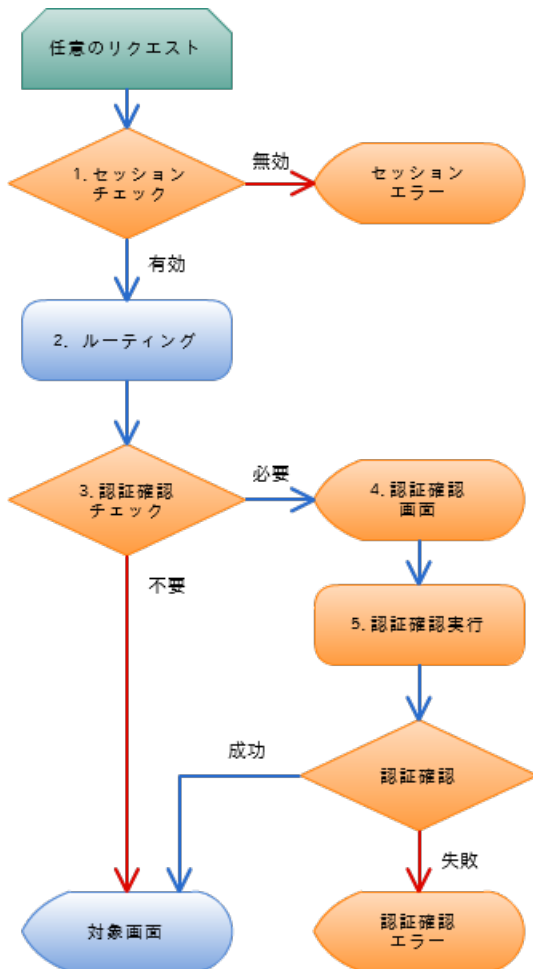 任意のリクエスト
1.セッション
チェック
無効
セッション
エラー
有効
2. ルーティング
3.認証確認
チェック
必要
4.認証確認
画面
不要
5.認証確認実行
成功
認証確認
失敗
対象画面
認証確認
エラー